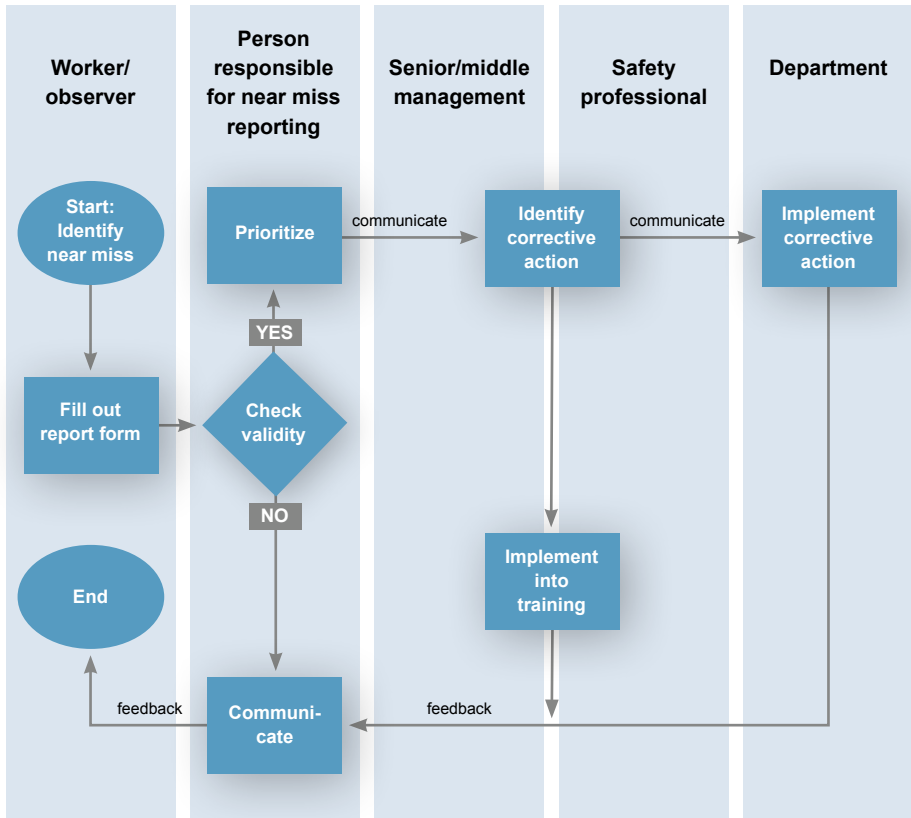 Worker/
observer
Person
responsible
for near miss
reporting
Senior/middle
management
Safety
professional
Department
Start:
Identify
near miss
Prioritize
communicate
Identify
corrective
action
communicate
Implement
corrective
action
YES
Fill out
report form
Check
validity
NO
End
Implement
into
training
feedback
Communi-
cate
feedback